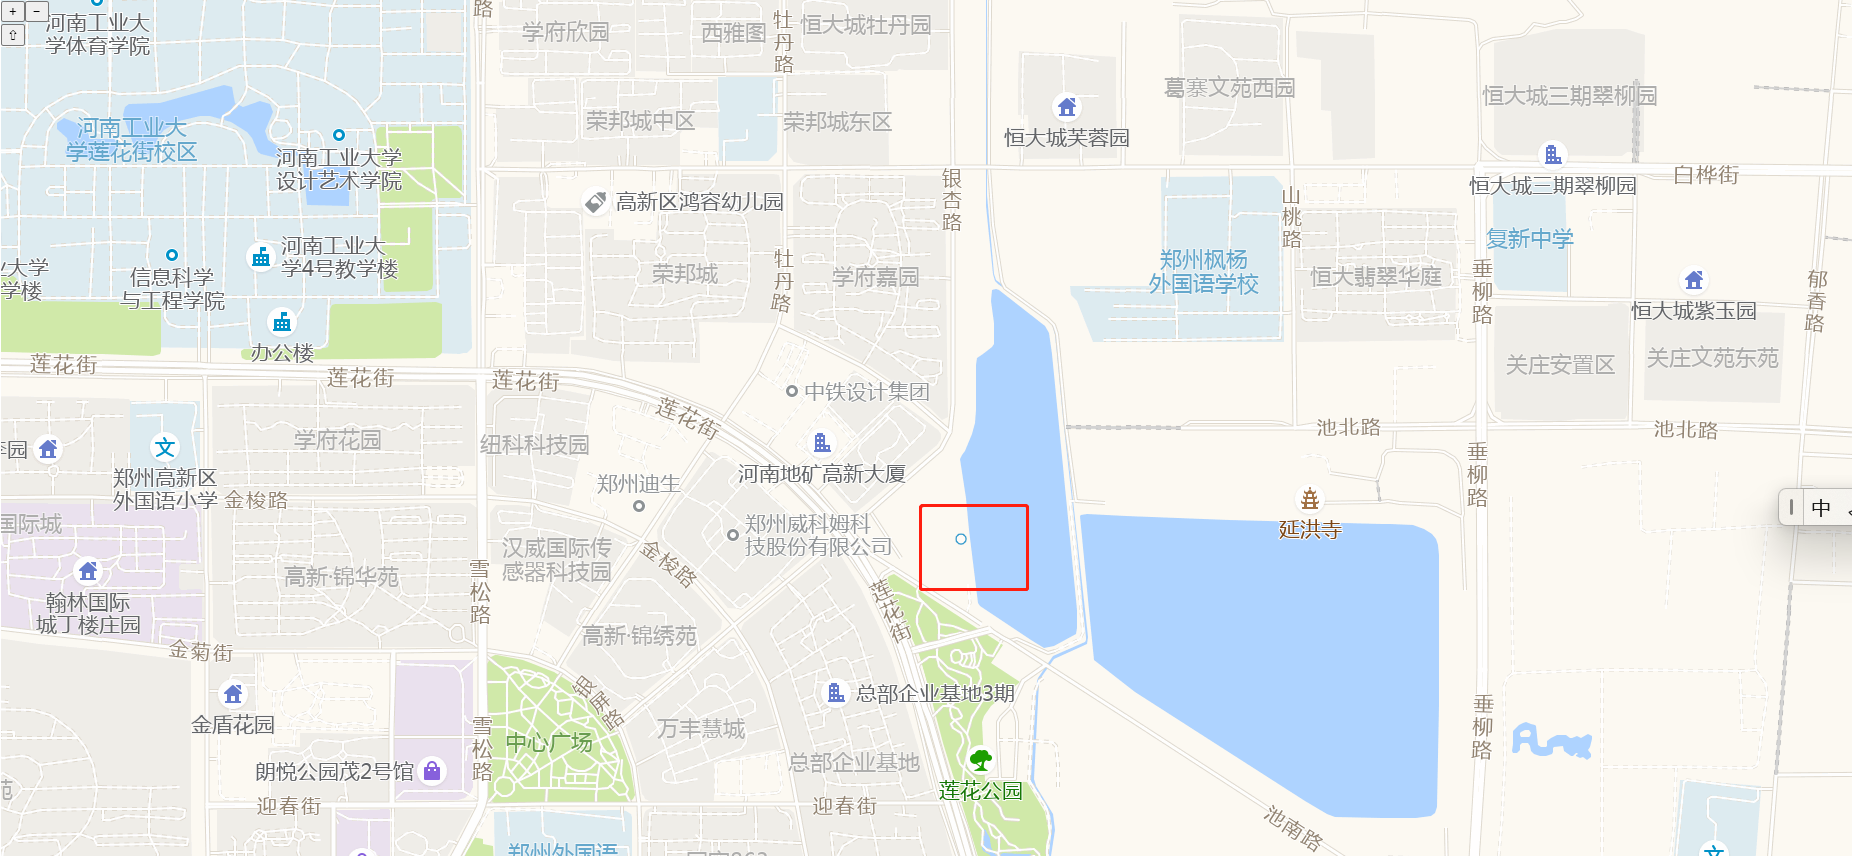 +
−
⇧
河南工业大
学体育学院
路
学府欣园
西雅图
牡丹路
恒大城牡丹园
葛寨文苑西园
恒大城三期翠柳园
河南工业大
学莲花街校区
河南工业大学
设计艺术学院
荣邦城中区
荣邦城东区
恒大城芙蓉园
恒大城三期翠柳园
白桦街
高新区鸿容幼儿园
银杏路
山桃路
复新中学
河南工业大
学4号教学楼
大学
学楼
信息科学
与工程学院
荣邦城
牡丹路
学府嘉园
郑州枫杨
外国语学校
恒大翡翠华庭
垂柳路
恒大城紫玉园
郁香路
办公楼
莲花街
莲花街
莲花街
莲花街
中铁设计集团
关庄安置区
关庄文苑东苑
学府花园
纽科科技园
池北路
池北路
园
郑州高新区
外国语小学
金梭路
郑州迪生
河南地矿高新大厦
垂柳路
延洪寺
中
国际城
汉威国际传
感器科技园
金梭路
郑州威科姆科
技股份有限公司
高新·锦华苑
雪松路
莲花街
翰林国际
城丁楼庄园
金菊街
高新·锦绣苑
银屏路
总部企业基地3期
金盾花园
万丰慧城
雪松路
中心广场
垂柳路
朗悦公园茂2号馆
总部企业基地
莲花公园
苑
迎春街
迎春街
池南路
文
郑州外国语
文